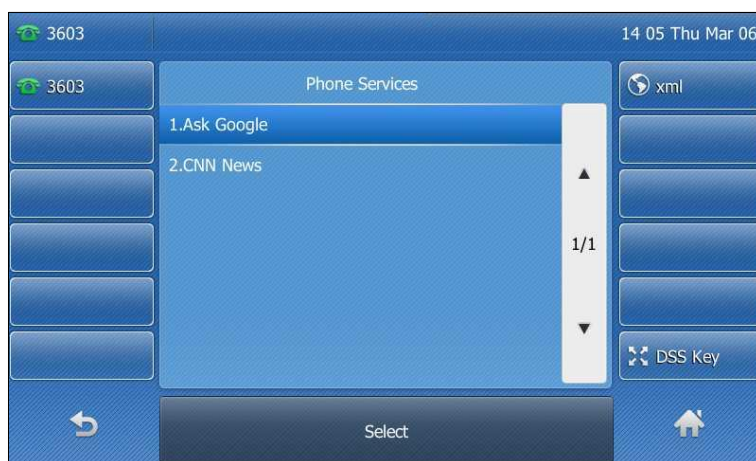 3603
14 05 Thu Mar 06
3603
Phone Services
xml
1.Ask Google
2.CNN News
1/1
DSS Key
Select